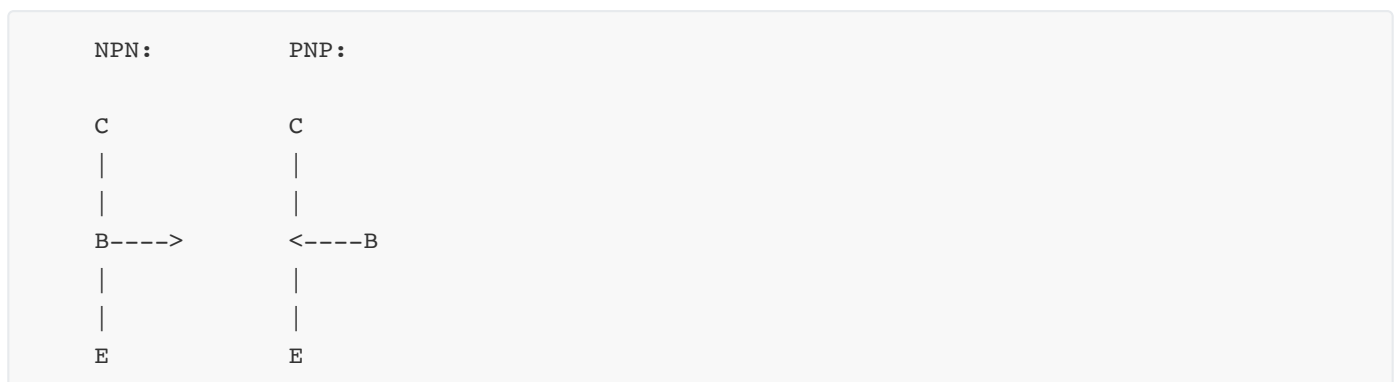 NPN:          PNP:
C             C
|             |
|             |
B---->        <----B
|             |
|             |
E             E